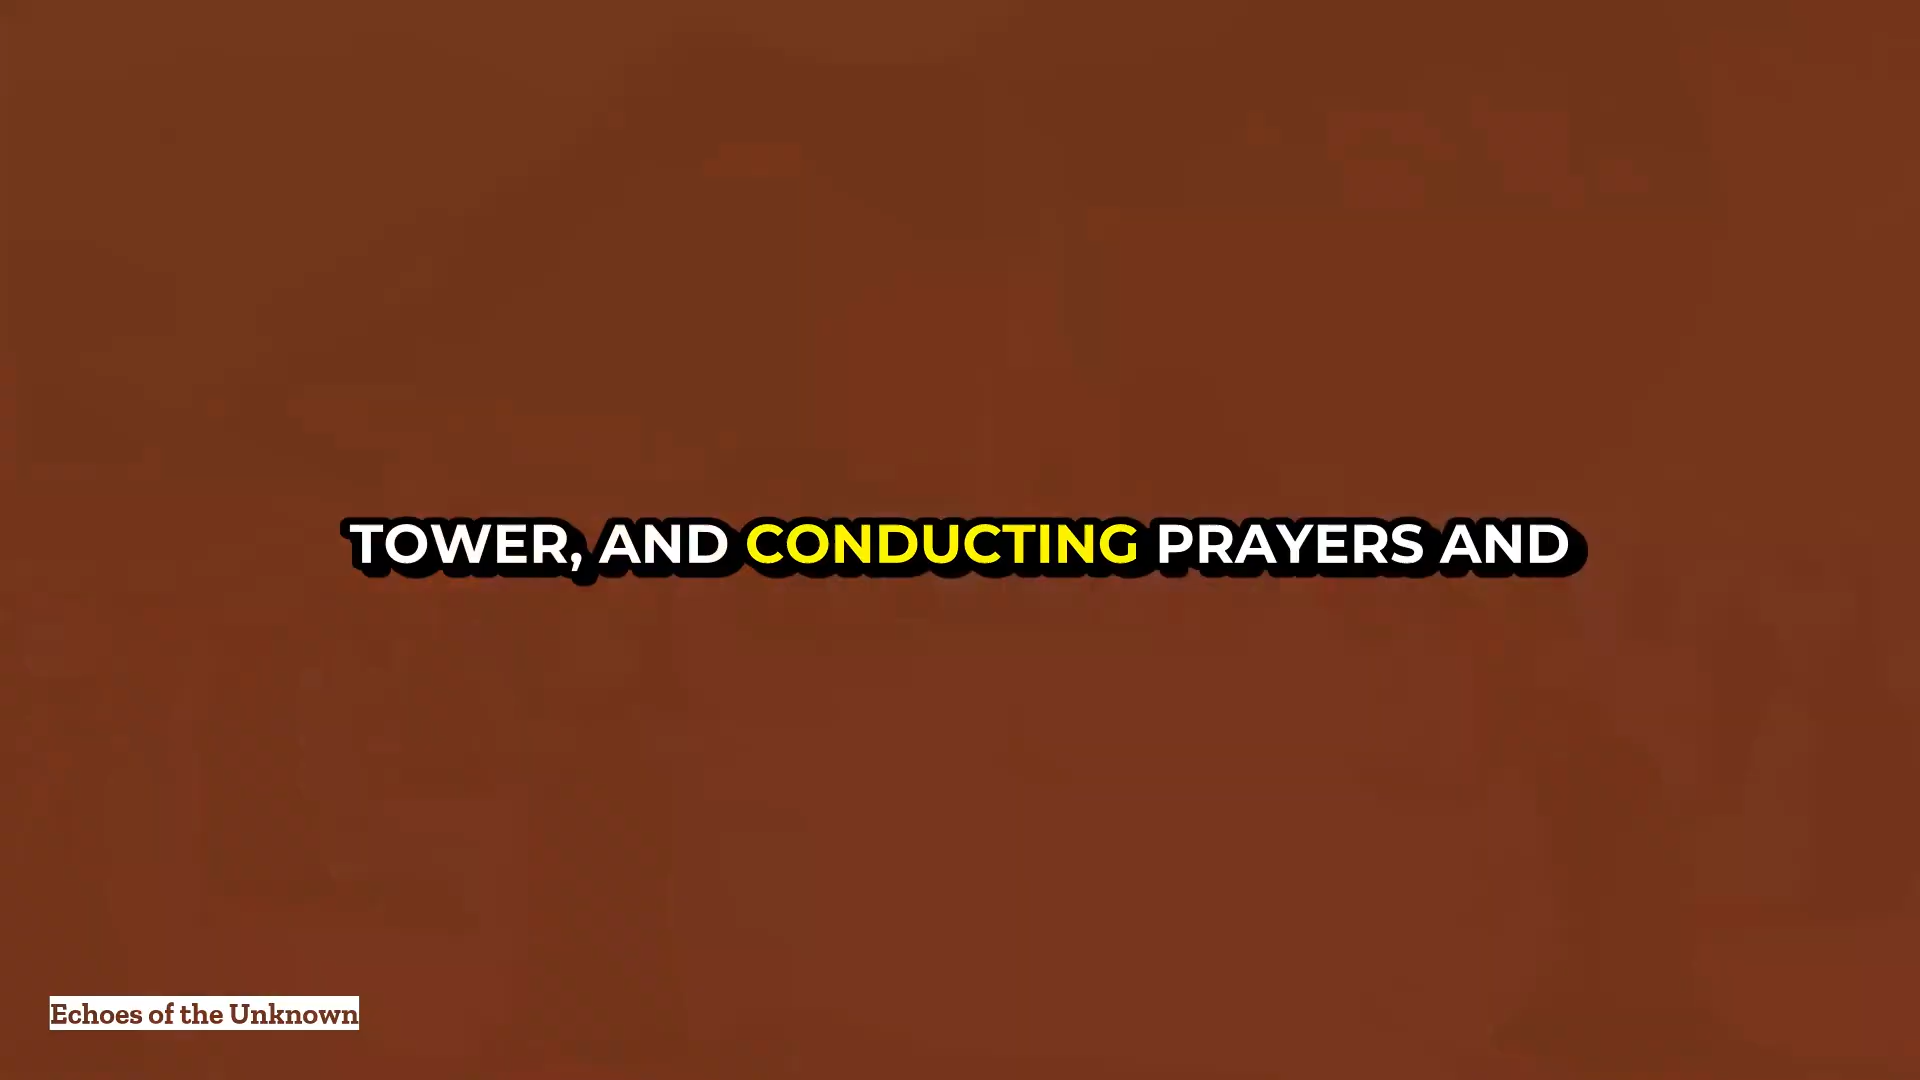 TOWER, AND CONDUCTING PRAYERS AND
Echoes of the Unknown